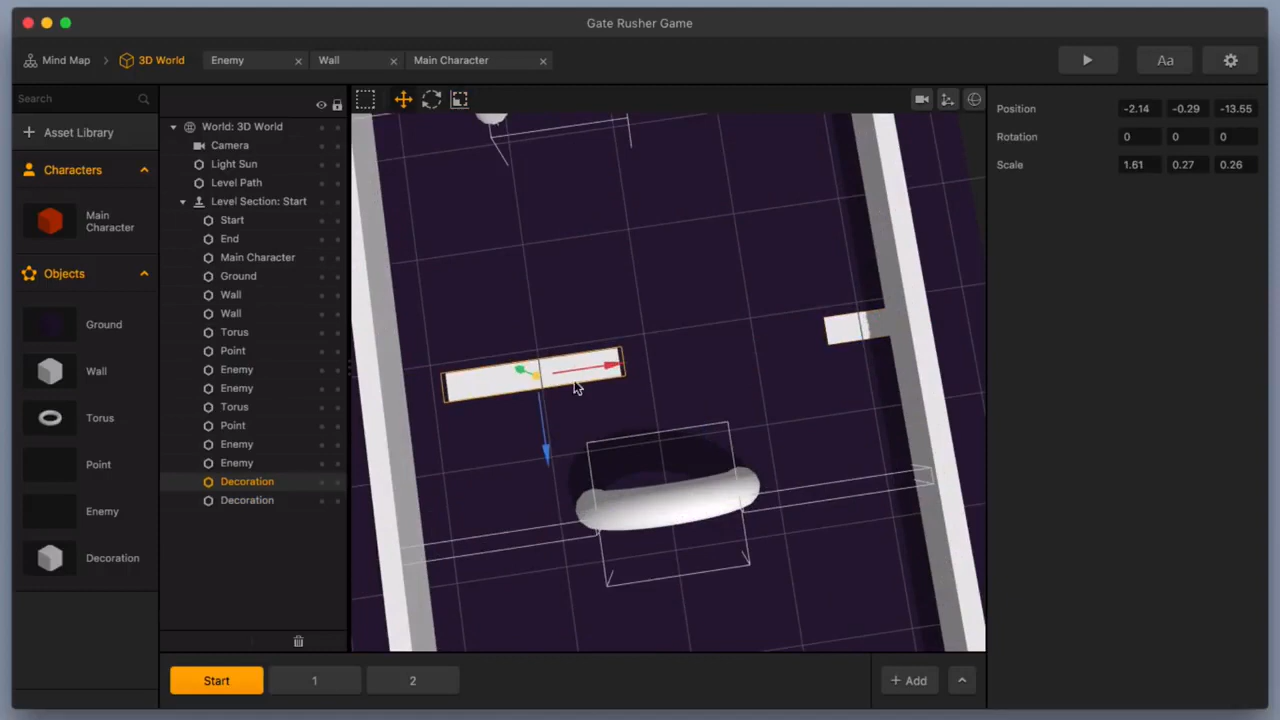 Gate Rusher Game
Mind Map
3D World
Enemy
Wall
Main Character
Aa
Search
Asset Library
Characters
Main
Character
Objects
Ground
Wall
Torus
Point
Enemy
Decoration
World: 3D World
Camera
Light Sun
Level Path
Level Section: Start
Start
End
Main Character
Ground
Wall
Wall
Torus
Point
Enemy
Enemy
Torus
Point
Enemy
Enemy
Decoration
Decoration
Position -2.14 -0.29 -13.55
Rotation 0 0 0
Scale 1.61 0.27 0.26
Start 1 2 + Add